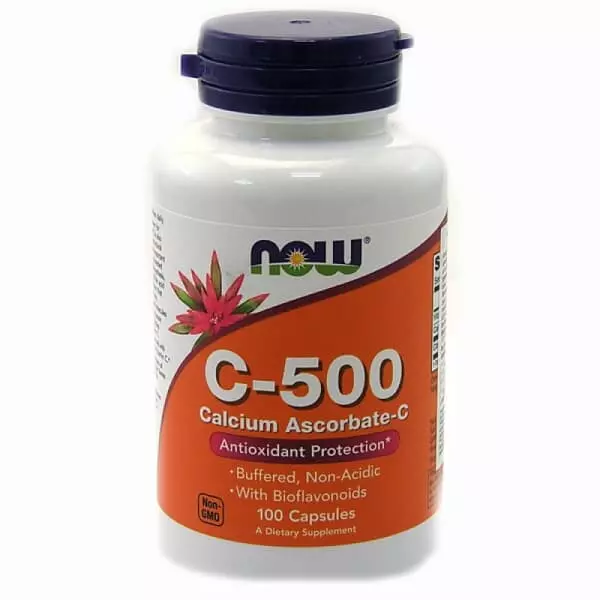 now®
C-500
Calcium Ascorbate-C
Antioxidant Protection*
•Buffered, Non-Acidic
•With Bioflavonoids
100 Capsules
A Dietary Supplement
Non-
GMO
S